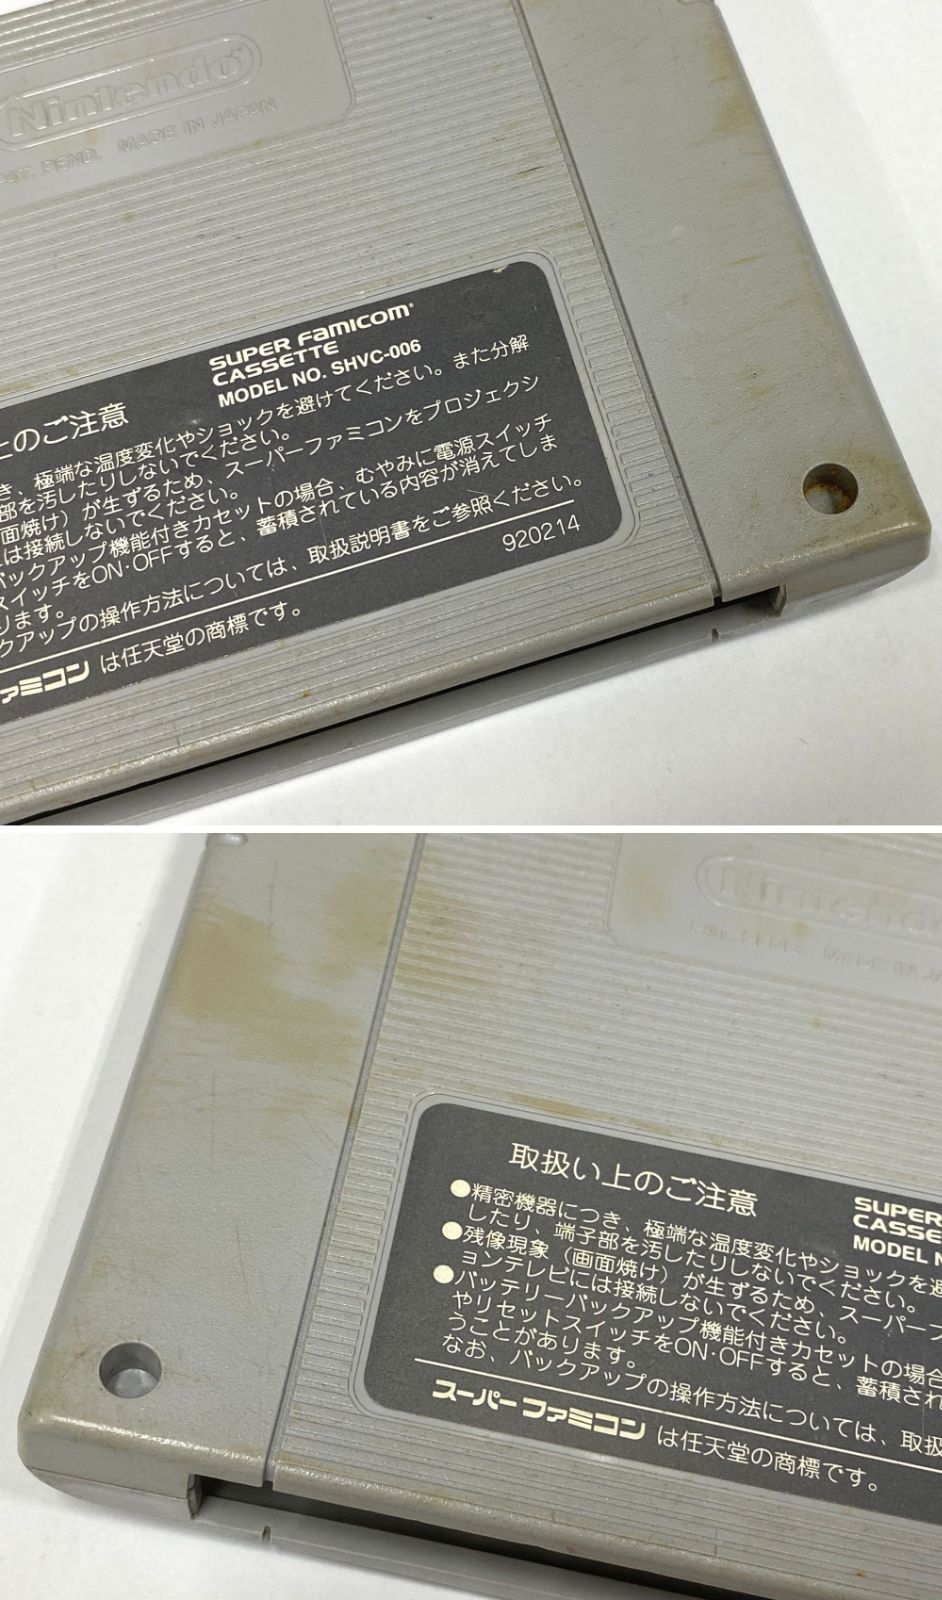 Nintendo
PAT. PEND. MADE IN JAPAN
SUPER FAMICOM
CASSETTE
MODEL NO. SHVC-006
上のご注意
き、極端な温度変化やショックを避けてください。また分解
部を汚したりしないでください。
画面焼け）が生ずるため、スーパーファミコンをプロジェクシ
は接続しないでください。
バックアップ機能付きカセットの場合、むやみに電源スイッチ
スイッチをON・OFFすると、蓄積されている内容が消えてしま
ります。
クアップの操作方法については、取扱説明書をご参照ください。
920214
ファミコン は任天堂の商標です。
Nintendo
PAT. PEND. MADE IN
取扱い上のご注意
SUPER
CASSE
MODEL N
●精密機器につき、極端な温度変化やショックを避
したり、端子部を汚したりしないでください。
●残像現象（画面焼け）が生ずるため、スーパーフ
ョンテレビには接続しないでください。
●バッテリーバックアップ機能付きカセットの場合
やリセットスイッチをON・OFFすると、蓄積され
うことがあります。
なお、バックアップの操作方法については、取扱
スーパーファミコン は任天堂の商標です。